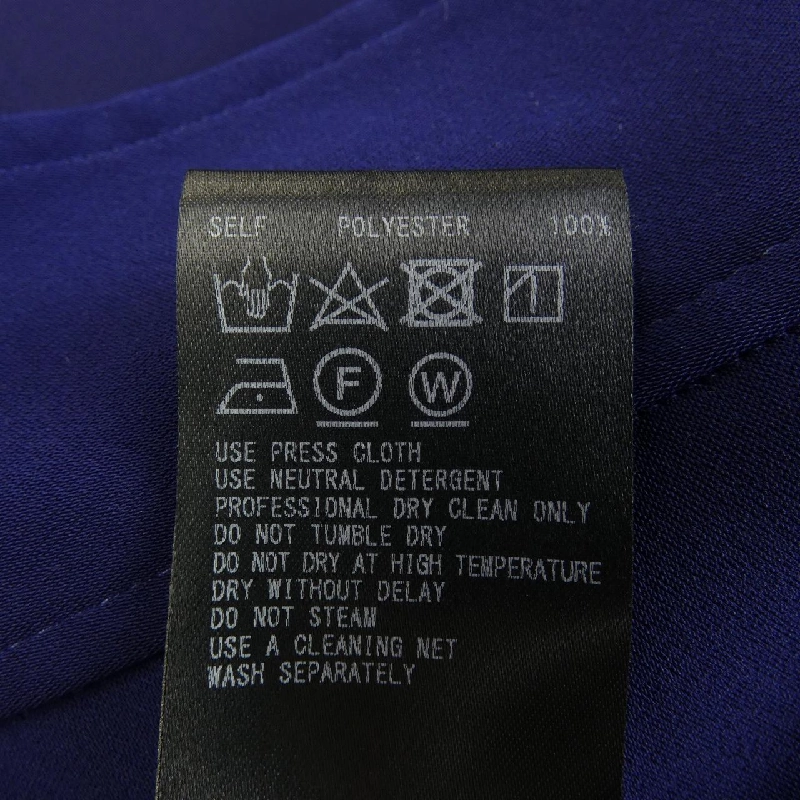 SELF POLYESTER 100%
F W
USE PRESS CLOTH
USE NEUTRAL DETERGENT
PROFESSIONAL DRY CLEAN ONLY
DO NOT TUMBLE DRY
DO NOT DRY AT HIGH TEMPERATURE
DRY WITHOUT DELAY
DO NOT STEAM
USE A CLEANING NET
WASH SEPARATELY